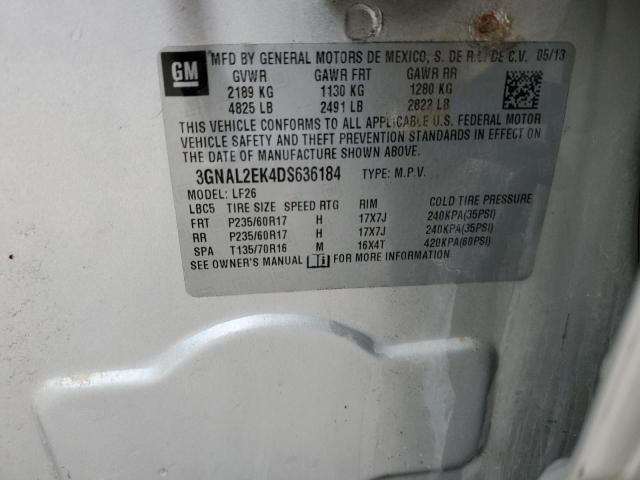 GM
MFD BY GENERAL MOTORS DE MEXICO, S. DE R.L. DE C.V. 05/13
GVWR GAWR FRT GAWR RR
2189 KG 1130 KG 1280 KG
4825 LB 2491 LB 2822 LB
THIS VEHICLE CONFORMS TO ALL APPLICABLE U.S. FEDERAL MOTOR
VEHICLE SAFETY AND THEFT PREVENTION STANDARDS IN EFFECT ON
THE DATE OF MANUFACTURE SHOWN ABOVE.
3GNAL2EK4DS636184 TYPE: M.P.V.
MODEL: LF26
LBC5 TIRE SIZE SPEED RTG RIM COLD TIRE PRESSURE
FRT P235/60R17 H 17X7J 240KPA(35PSI)
RR P235/60R17 H 17X7J 240KPA(35PSI)
SPA T135/70R16 M 16X4T 420KPA(60PSI)
SEE OWNER'S MANUAL FOR MORE INFORMATION